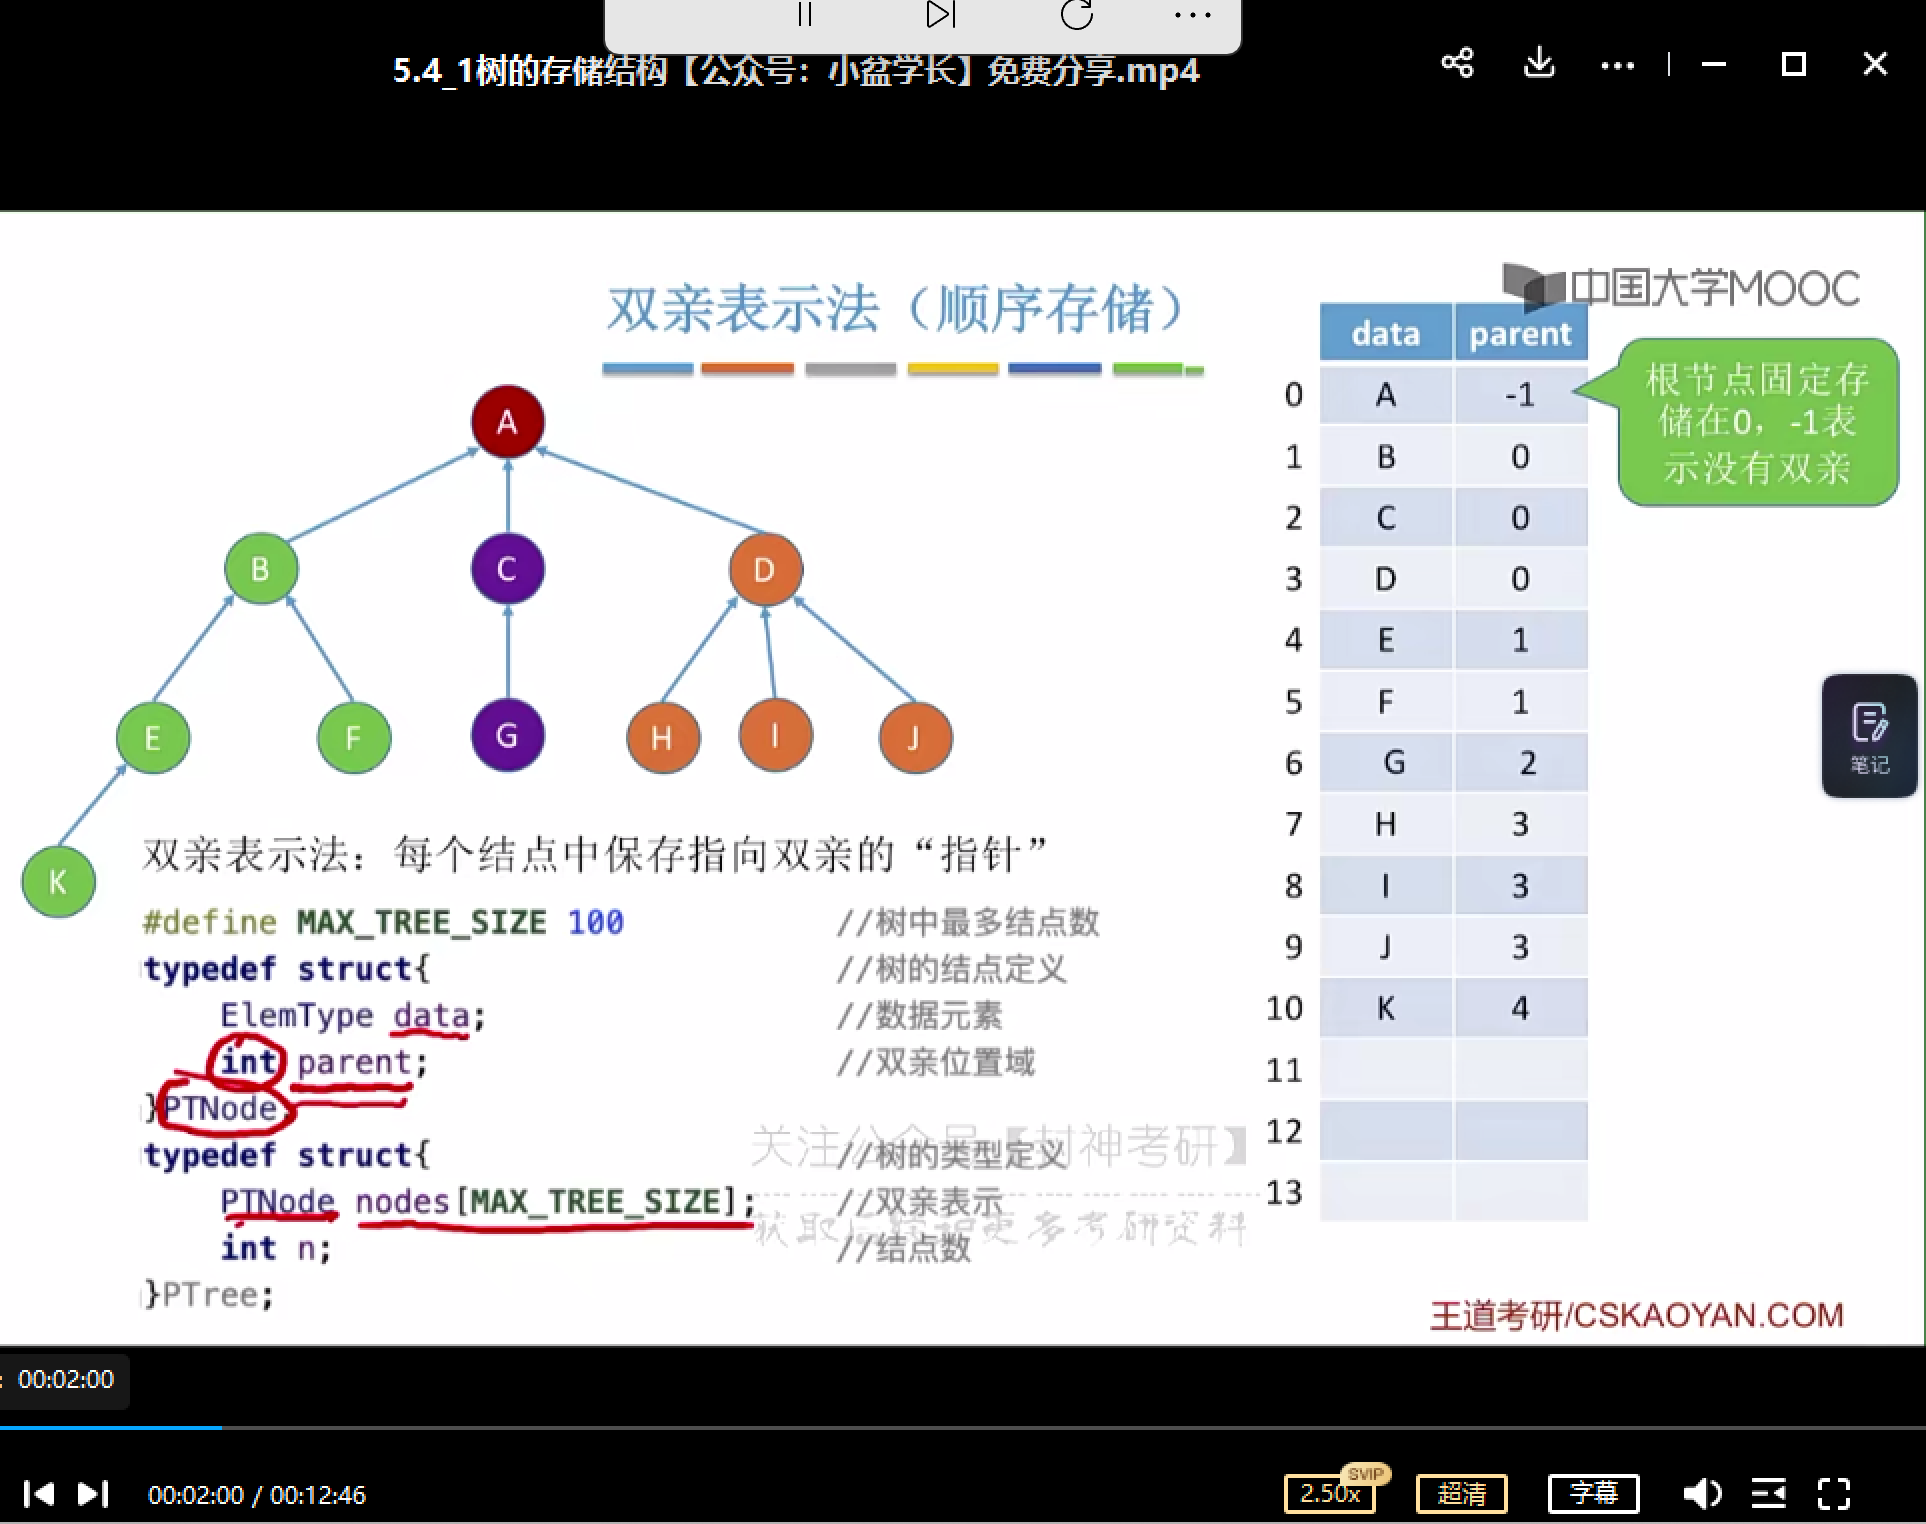 5.4_1树的存储结构【公众号：小盆学长】免费分享.mp4
双亲表示法（顺序存储）
中国大学MOOC
data parent
0 A -1
1 B 0
2 C 0
3 D 0
4 E 1
5 F 1
6 G 2
7 H 3
8 I 3
9 J 3
10 K 4
11
12
13
根节点固定存
储在0，-1表
示没有双亲
A
B C D
E F G H I J
K
笔记
双亲表示法：每个结点中保存指向双亲的“指针”
#define MAX_TREE_SIZE 100 //树中最多结点数
typedef struct{ //树的结点定义
ElemType data; //数据元素
int parent; //双亲位置域
}PTNode
typedef struct{ //树的类型定义
PTNode nodes[MAX_TREE_SIZE]; //双亲表示
int n; //结点数
}PTree;
关注公众号【封神考研】
获取后续更多考研资料
王道考研/CSKAOYAN.COM
: 00:02:00
00:02:00 / 00:12:46
SVIP
2.50x 超清 字幕